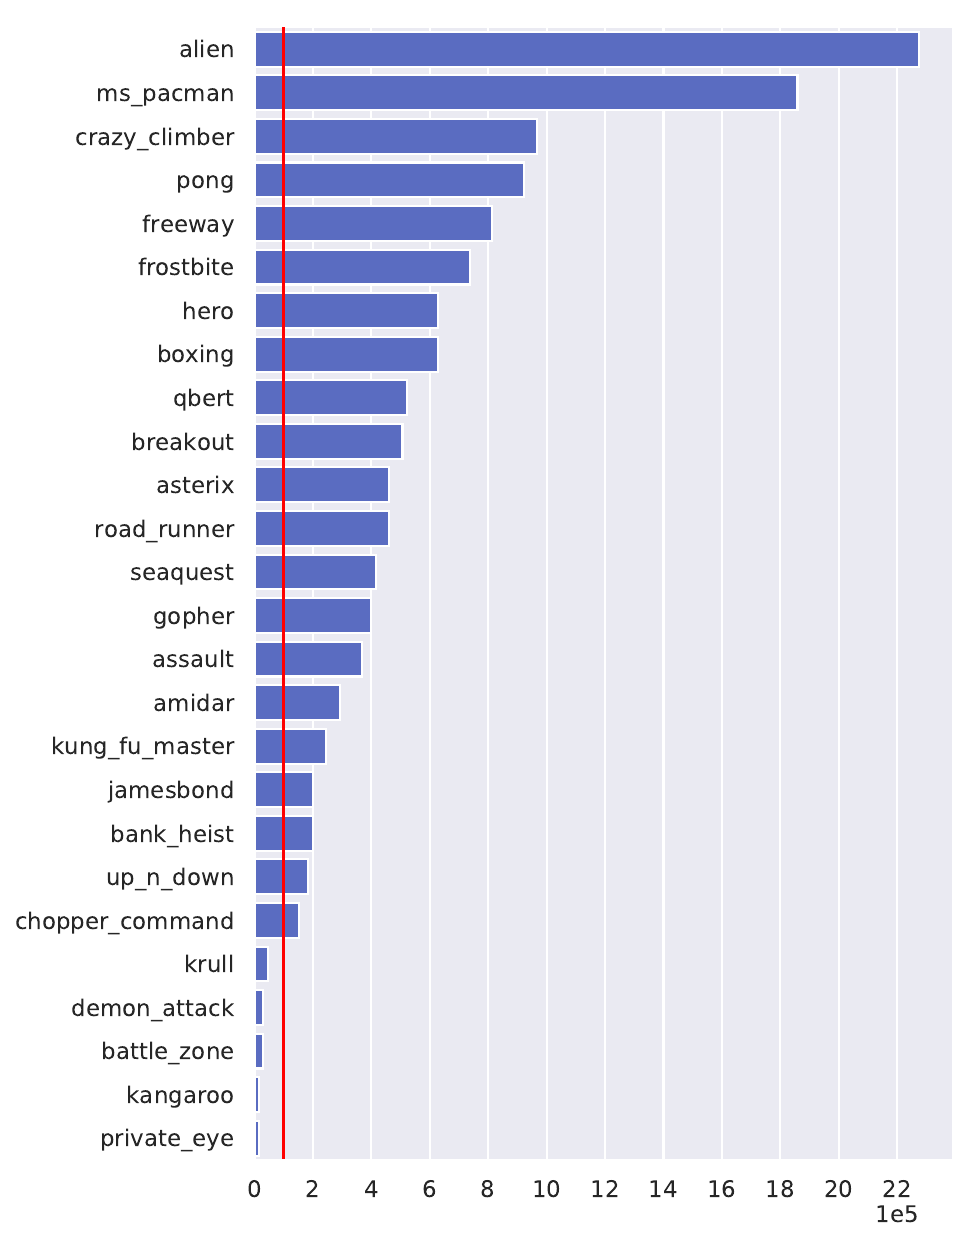 alien
ms_pacman
crazy_climber
pong
freeway
frostbite
hero
boxing
qbert
breakout
asterix
road_runner
seaquest
gopher
assault
amidar
kung_fu_master
jamesbond
bank_heist
up_n_down
chopper_command
krull
demon_attack
battle_zone
kangaroo
private_eye
0 2 4 6 8 10 12 14 16 18 20 22
1e5